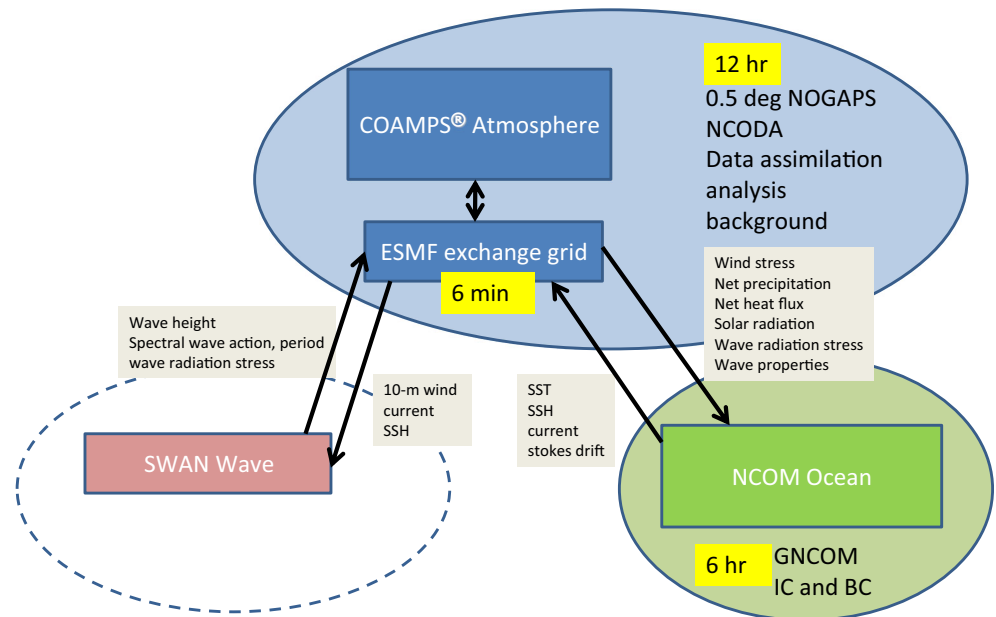 12 hr
0.5 deg NOGAPS
NCODA
Data assimilation
analysis
background
COAMPS® Atmosphere
ESMF exchange grid
6 min
Wind stress
Net precipitation
Net heat flux
Solar radiation
Wave radiation stress
Wave properties
Wave height
Spectral wave action, period
wave radiation stress
10-m wind
current
SSH
SST
SSH
current
stokes drift
SWAN Wave
NCOM Ocean
6 hr
GNCOM
IC and BC